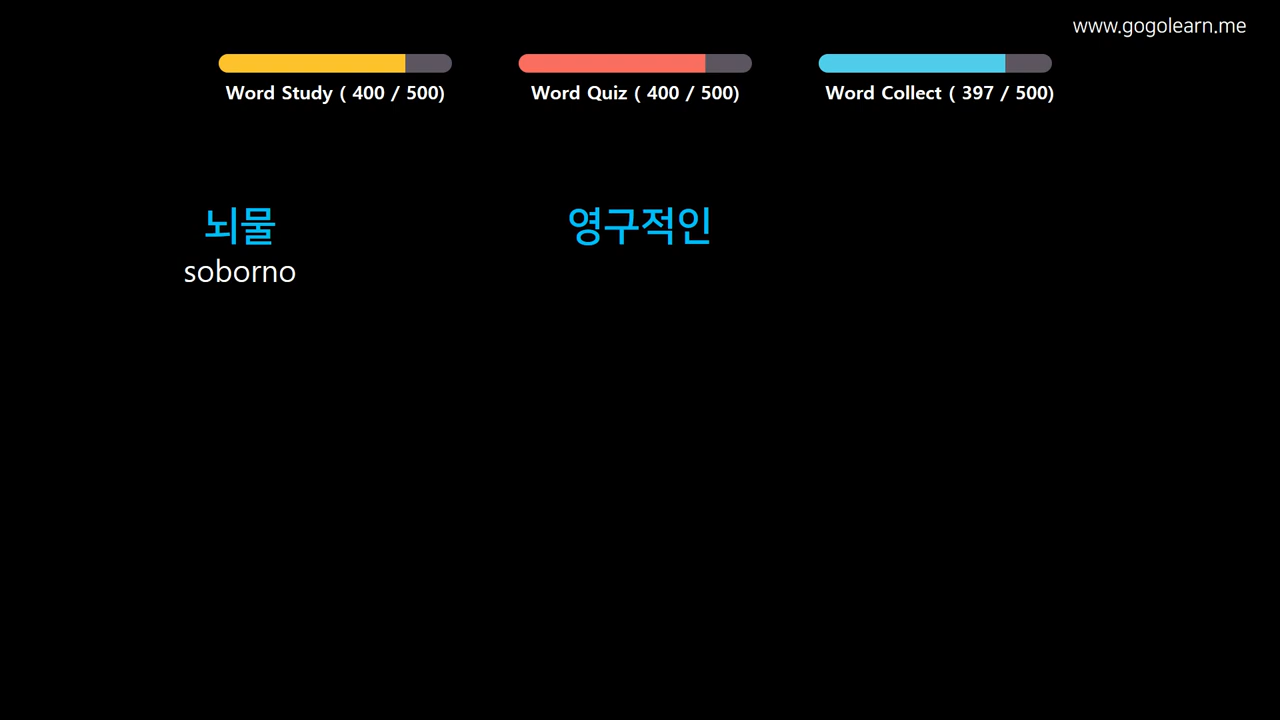 www.gogolearn.me
Word Study ( 400 / 500)
Word Quiz ( 400 / 500)
Word Collect ( 397 / 500)
뇌물
영구적인
soborno